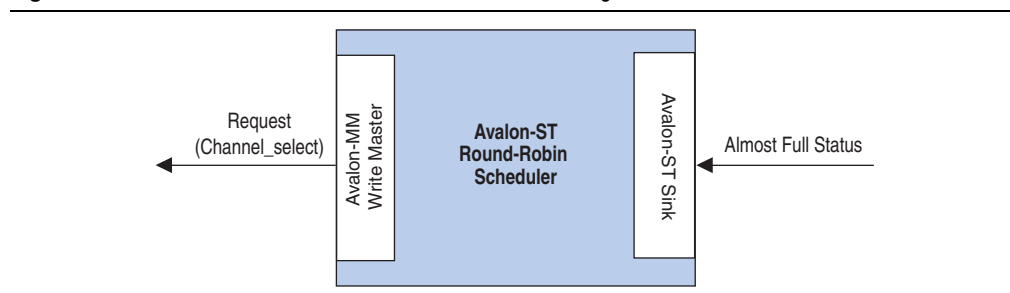 Request
(Channel_select)
Avalon-MM
Write Master
Avalon-ST
Round-Robin
Scheduler
Avalon-ST Sink
Almost Full Status